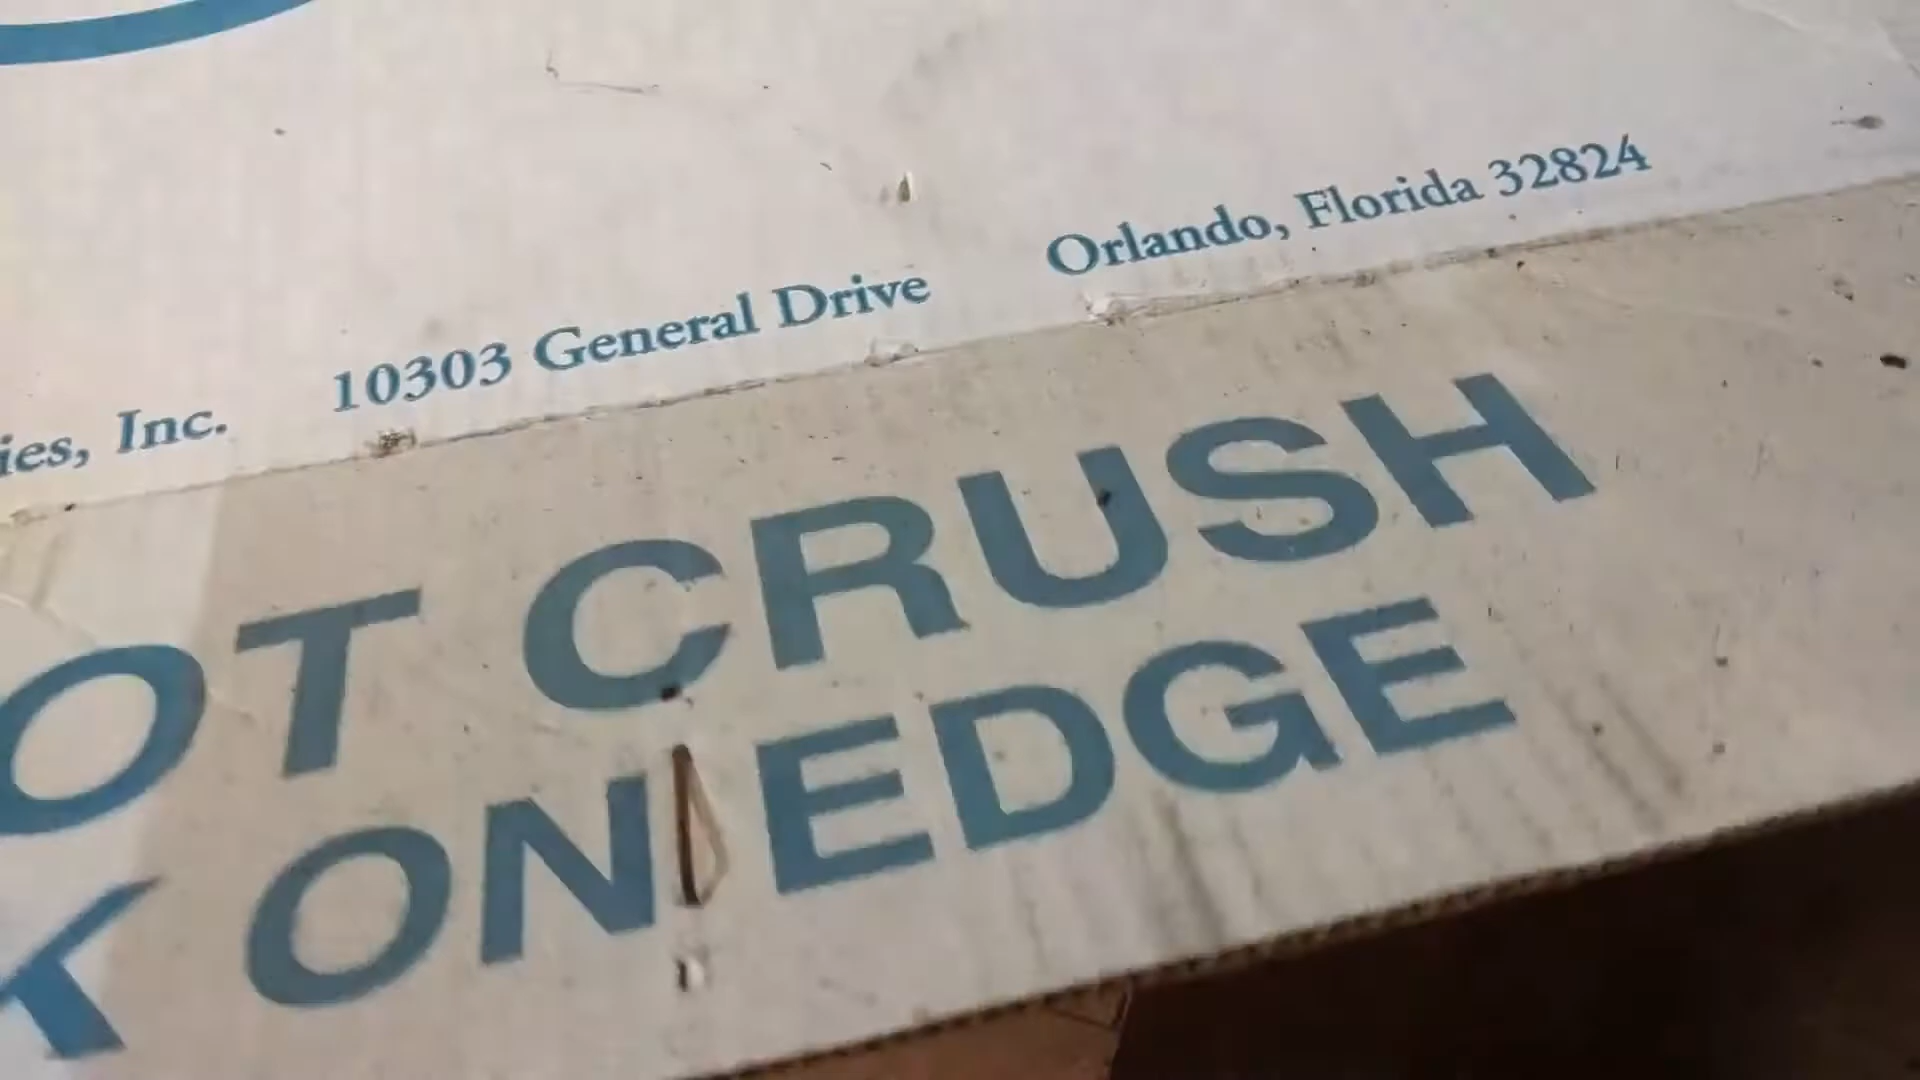 ies, Inc. 10303 General Drive Orlando, Florida 32824
OT CRUSH
K ON EDGE